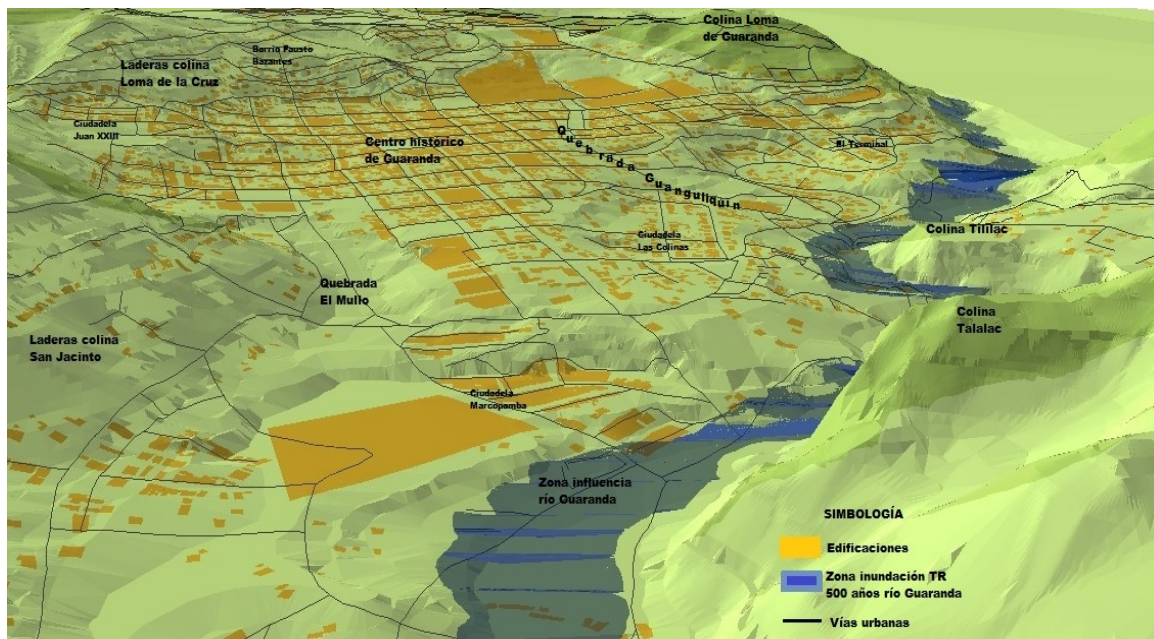 Colina Loma
de Guaranda
Barrio Fausto
Bazantes
Laderas colina
Loma de la Cruz
Ciudadela
Juan XXIII
Centro histórico
de Guaranda
Quebrada Guanguliquin
El Terminal
Ciudadela
Las Colinas
Colina Tililac
Quebrada
El Mullo
Colina
Talalac
Laderas colina
San Jacinto
Ciudadela
Marcopamba
Zona influencia
río Guaranda
SIMBOLOGÍA
Edificaciones
Zona inundación TR
500 años río Guaranda
Vías urbanas